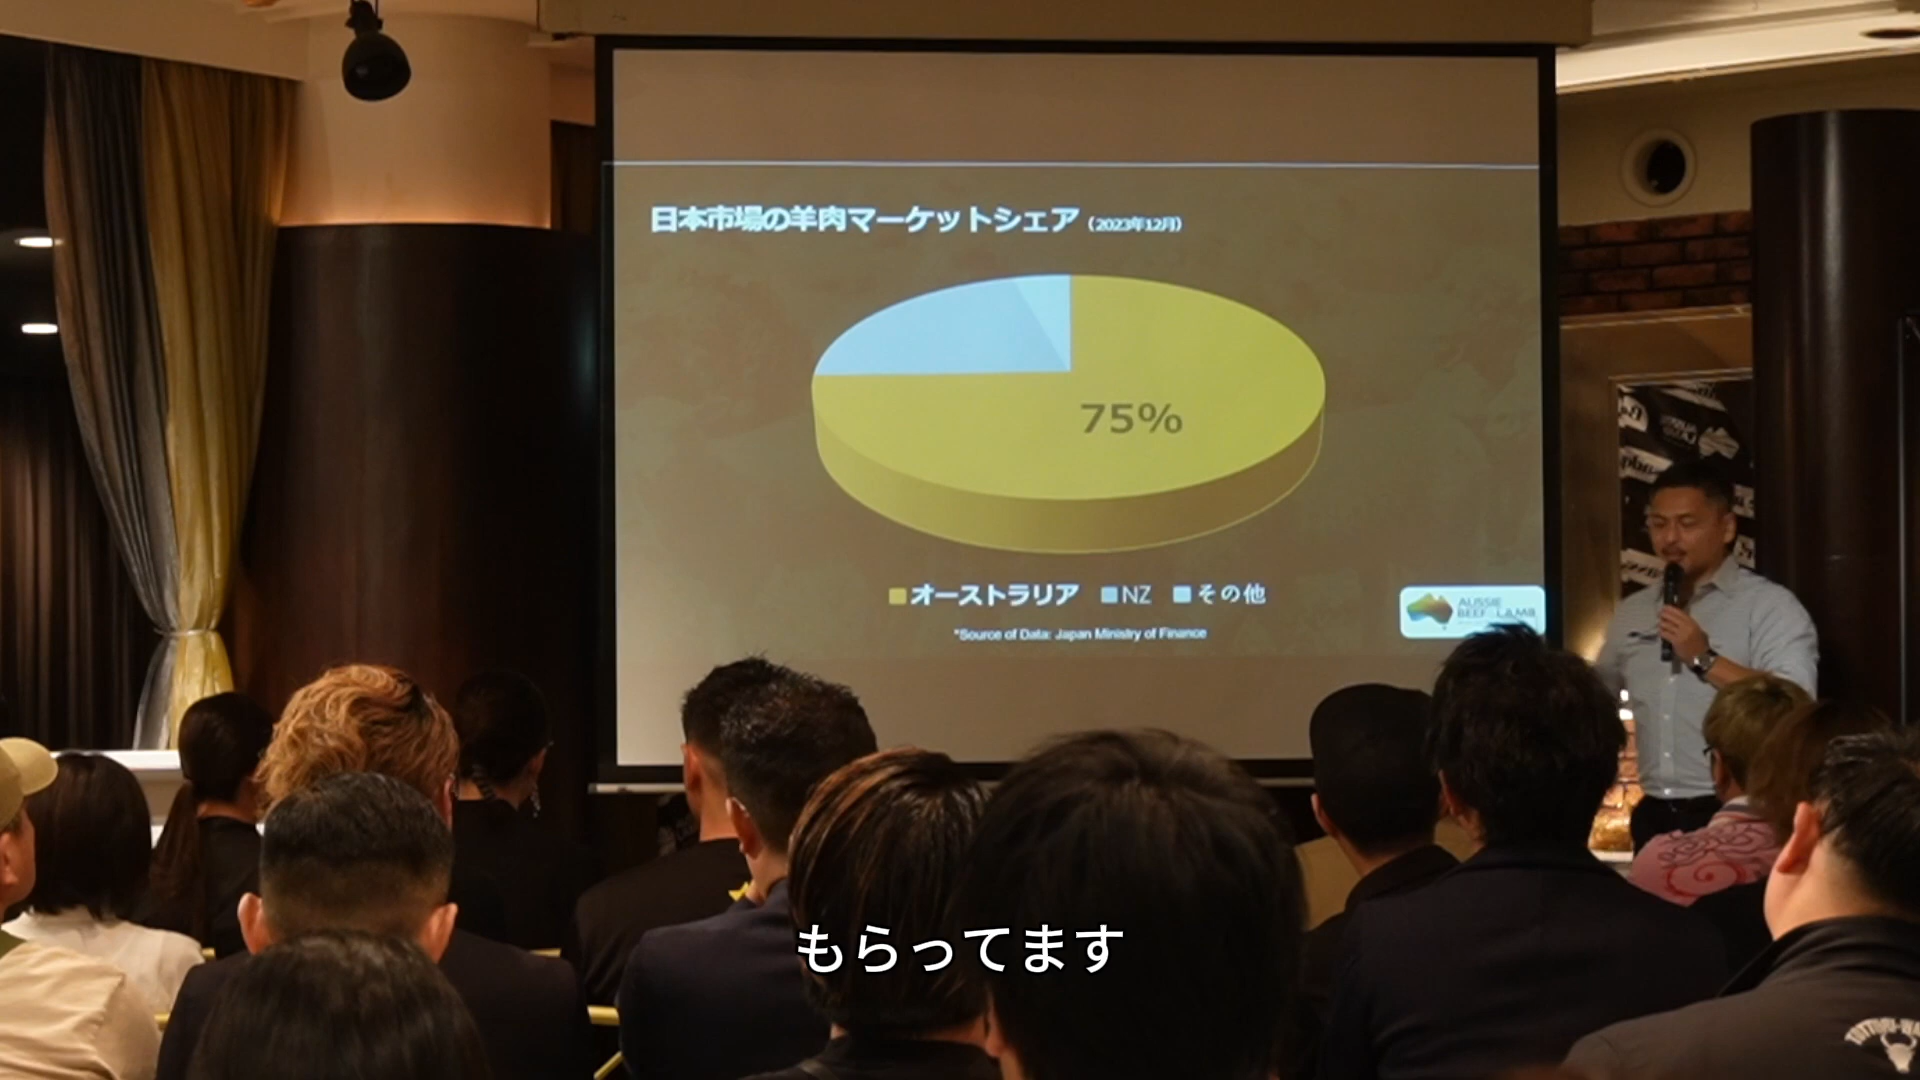 日本市場の羊肉マーケットシェア (2023年12月)
75%
オーストラリア NZ その他
*Source of Data: Japan Ministry of Finance
AUSSIE
BEEF & LAMB
もらってます